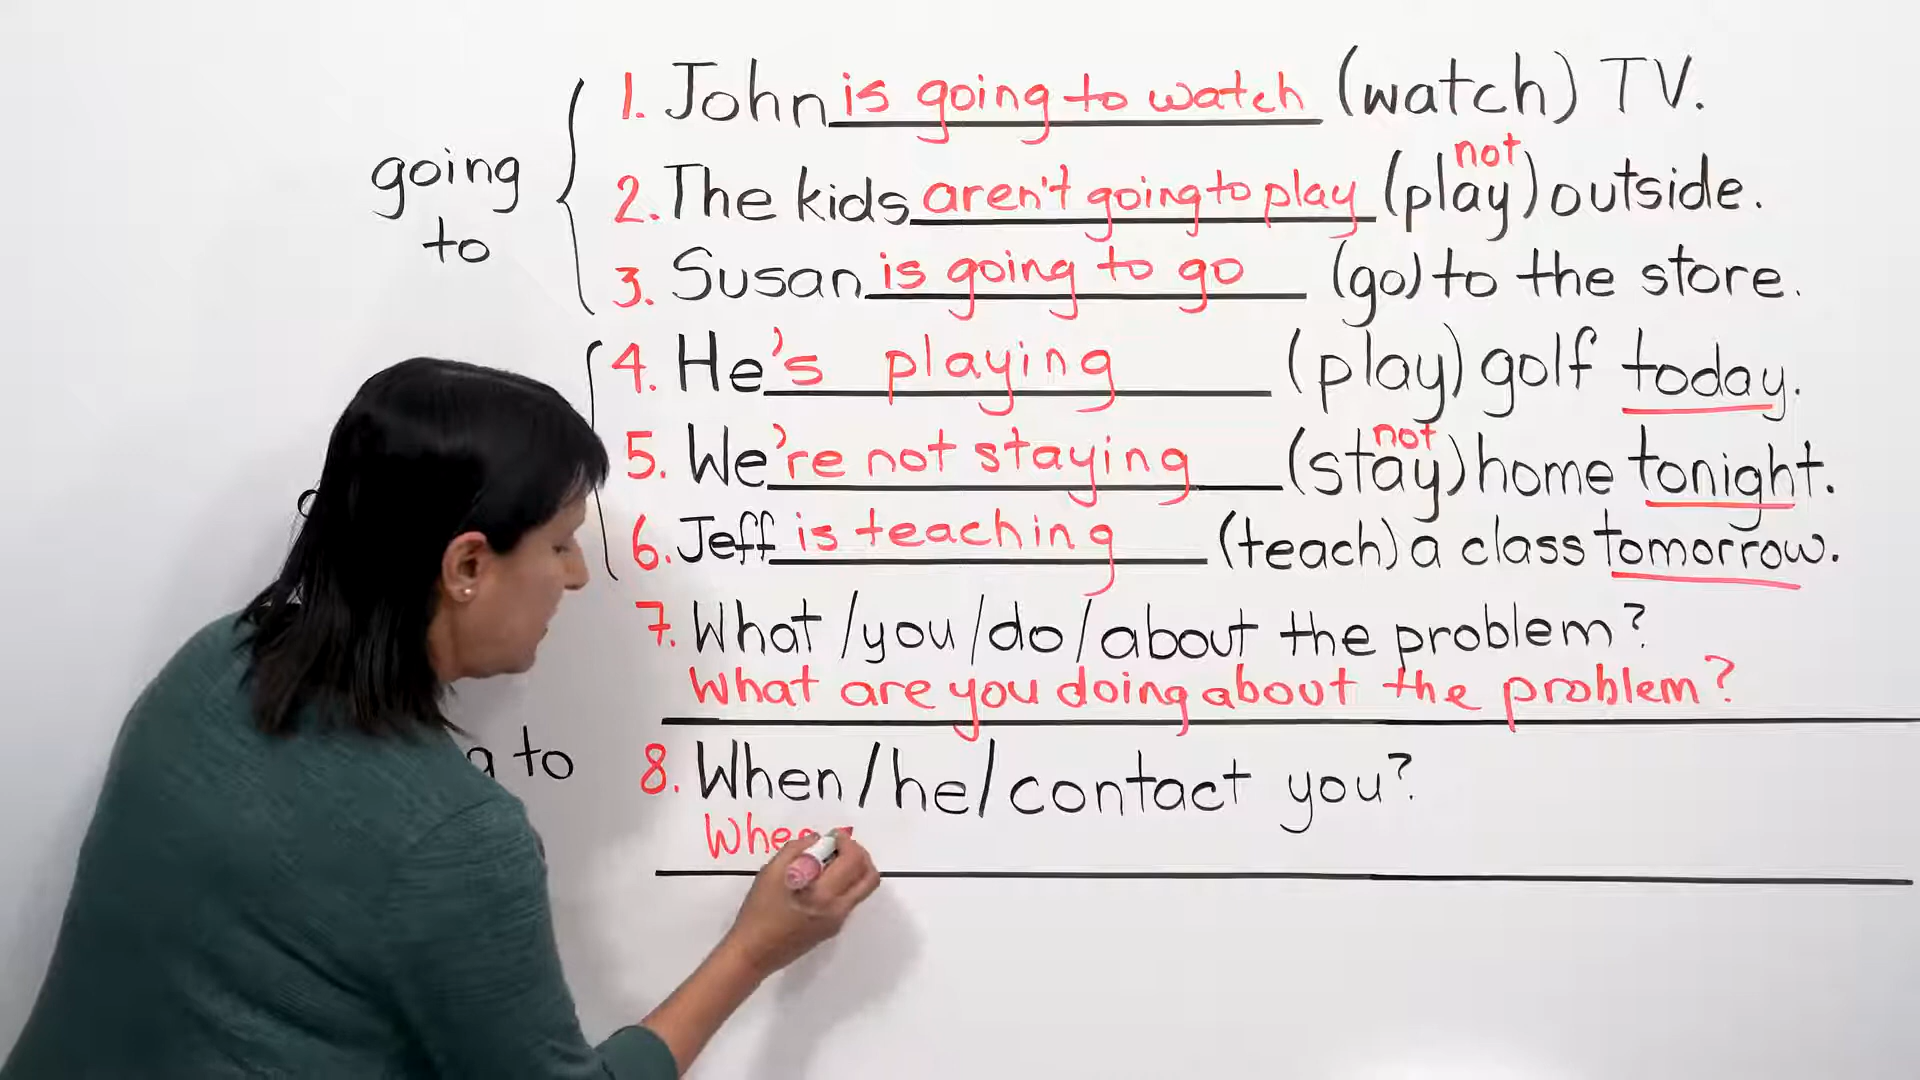 going
to
1. John is going to watch (watch) TV.
not
2. The kids aren't going to play (play) outside.
3. Susan is going to go (go) to the store.
4. He's playing (play) golf today.
not
5. We're not staying (stay) home tonight.
6. Jeff is teaching (teach) a class tomorrow.
7. What/you/do/about the problem?
What are you doing about the problem?
to
8. When/he/contact you?